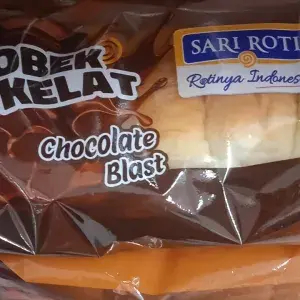 OBEK
KELAT
SARI ROTI
Rotinya Indones
Chocolate
Blast